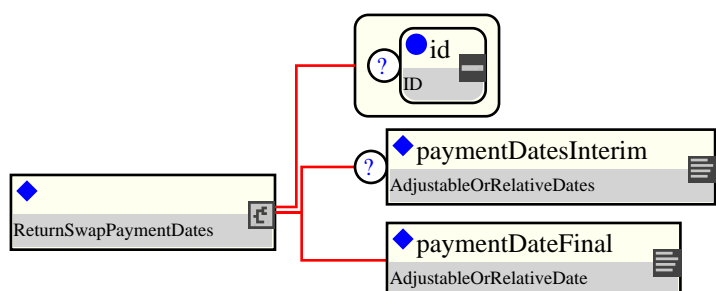 ? id
ID
? paymentDatesInterim
AdjustableOrRelativeDates
ReturnSwapPaymentDates
paymentDateFinal
AdjustableOrRelativeDate